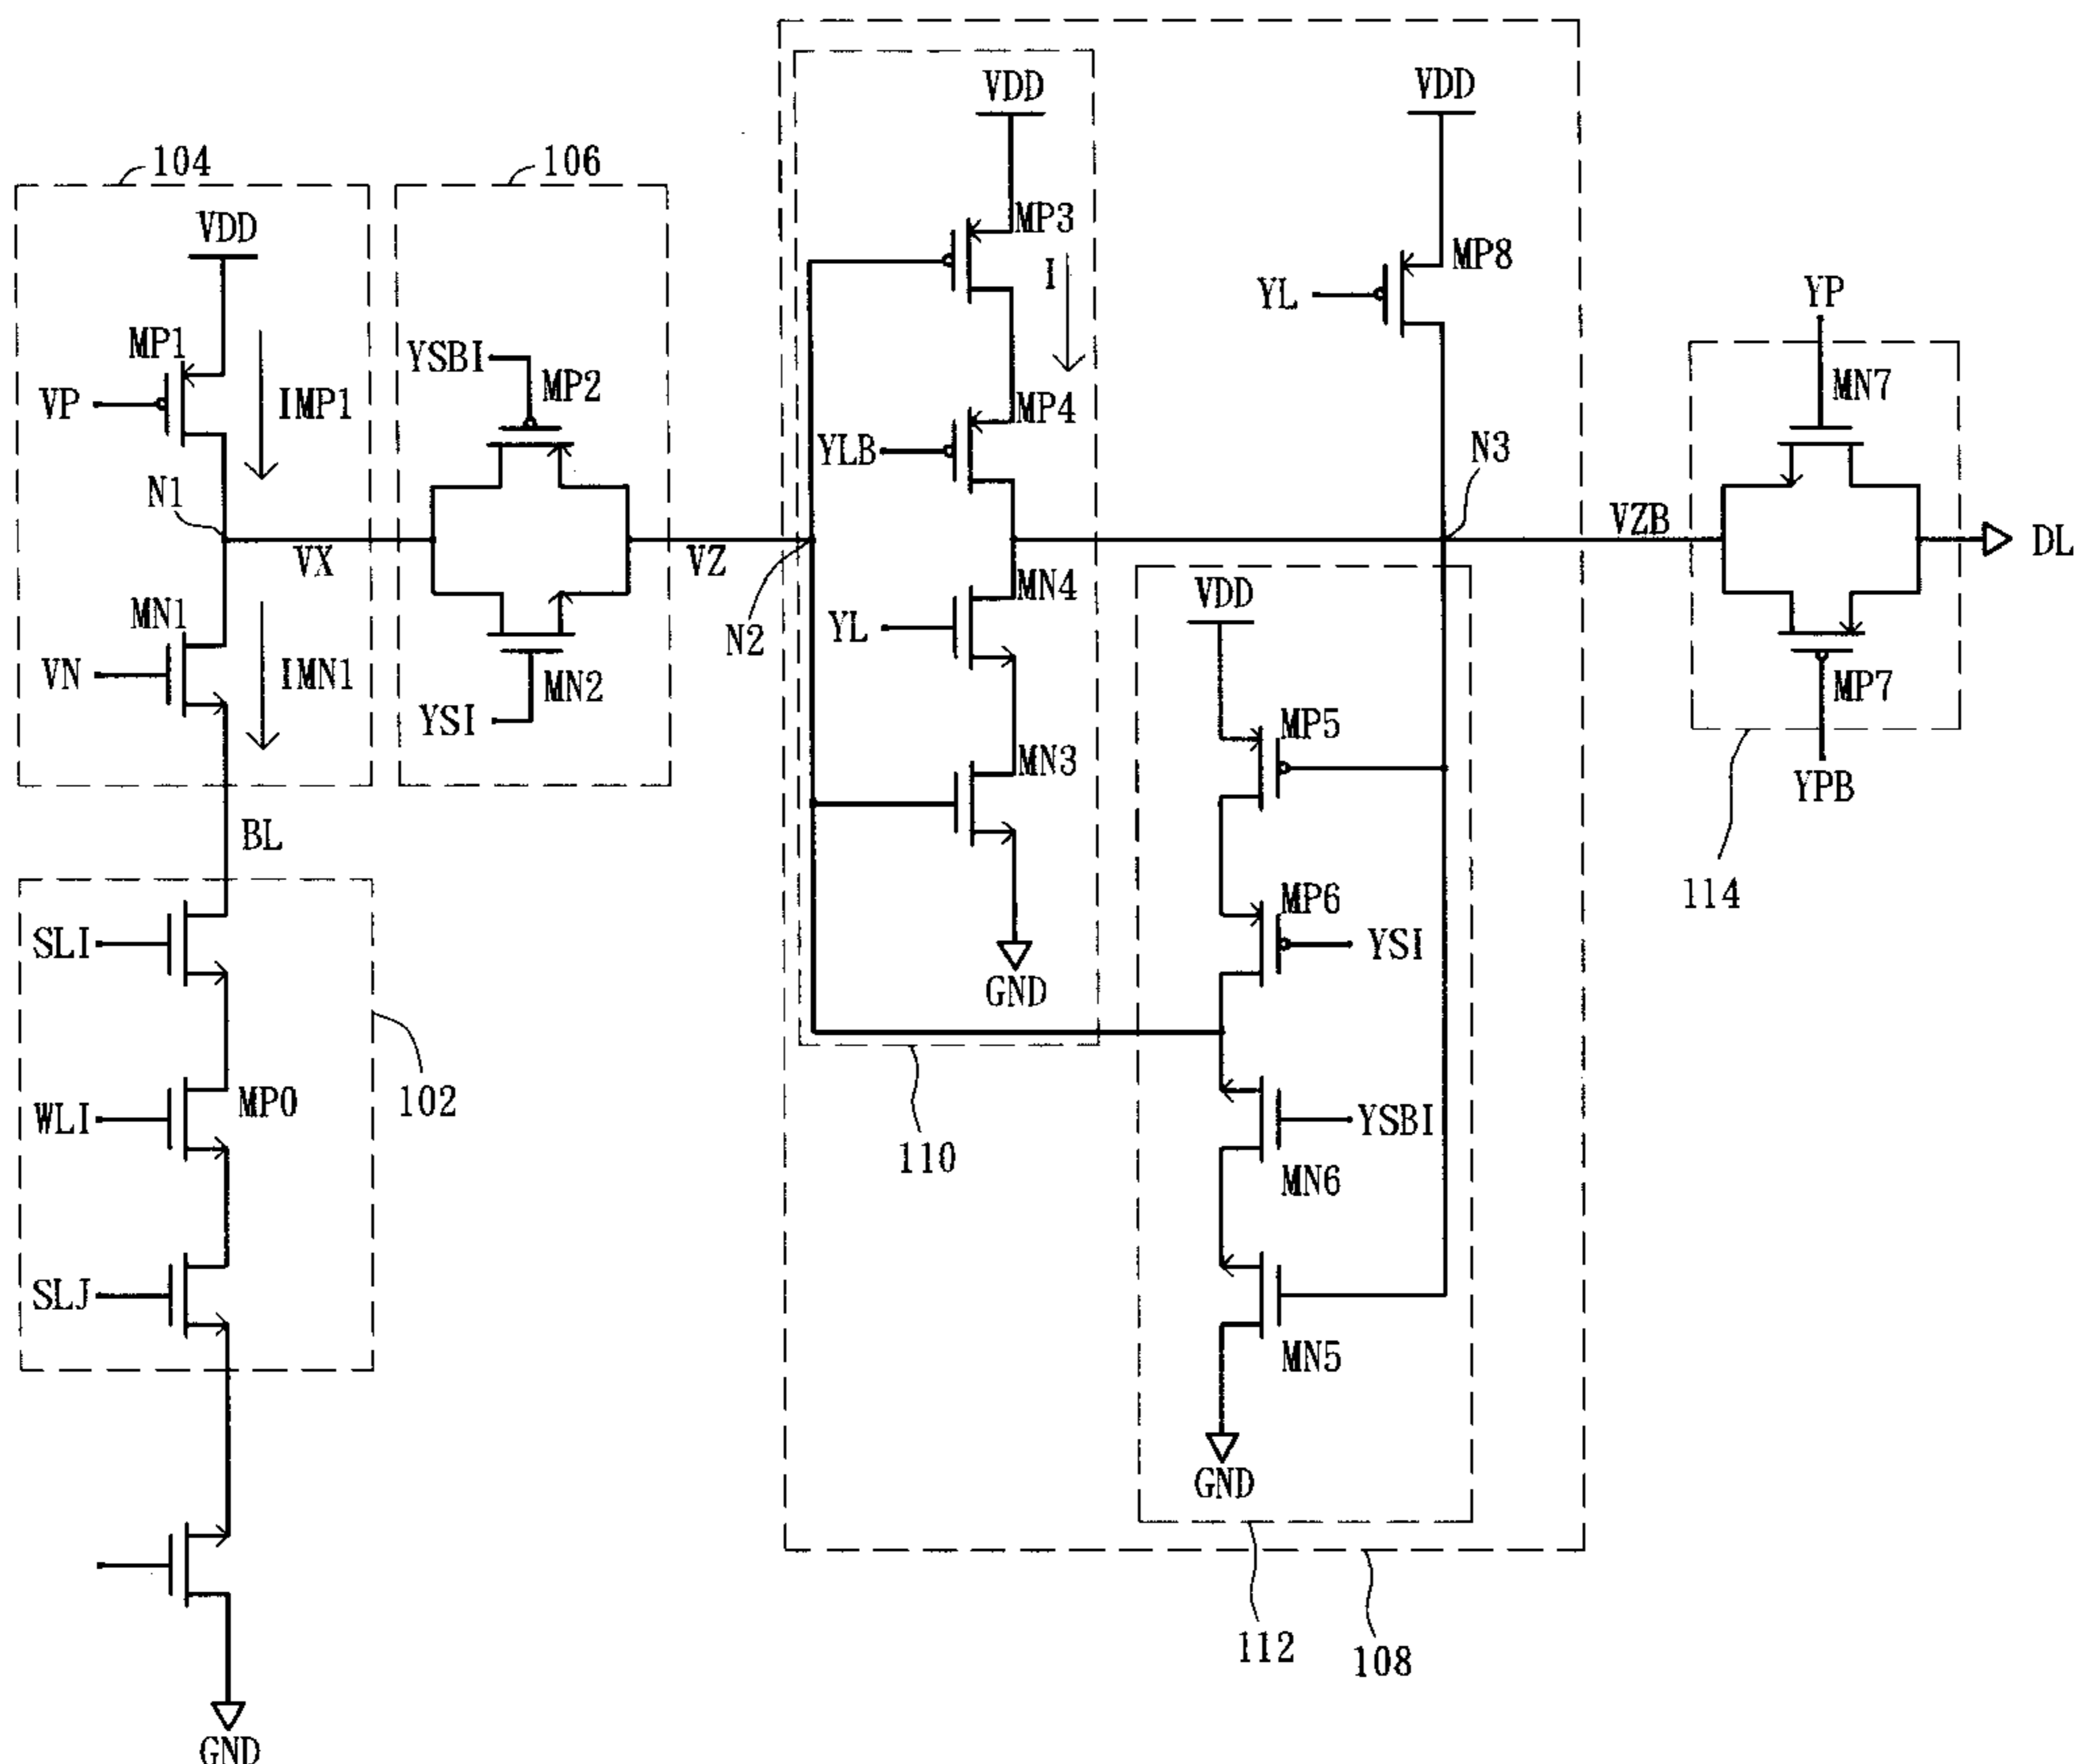 104
VDD
MP1
VP
IMP1
N1
VX
MN1
VN
IMN1
BL
106
YSBI
MP2
YSI
MN2
VZ
N2
SLI
WLI
MP0
SLJ
102
GND
VDD
MP3
I
MP4
YLB
MN4
YL
MN3
GND
110
VDD
MP8
YL
N3
VZB
VDD
MP5
MP6
YSI
YSBI
MN6
MN5
GND
112
108
YP
MN7
DL
MP7
YPB
114